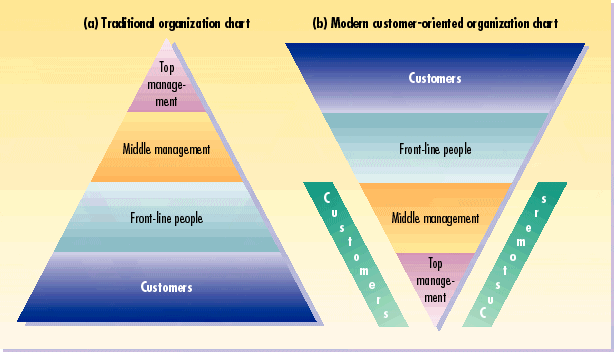 (a) Traditional organization chart
Top
manage-
ment
Middle management
Front-line people
Customers
(b) Modern customer-oriented organization chart
Customers
Front-line people
Middle management
Top
manage-
ment
Customers
Customers